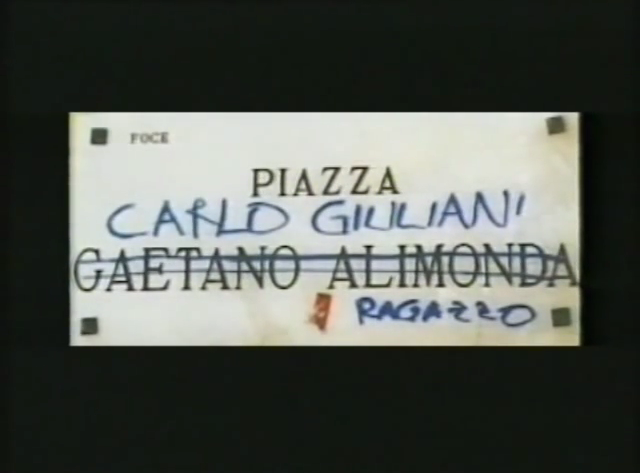 FOCE
PIAZZA
CARLO GIULIANI
GAETANO ALIMONDA
RAGAZZO